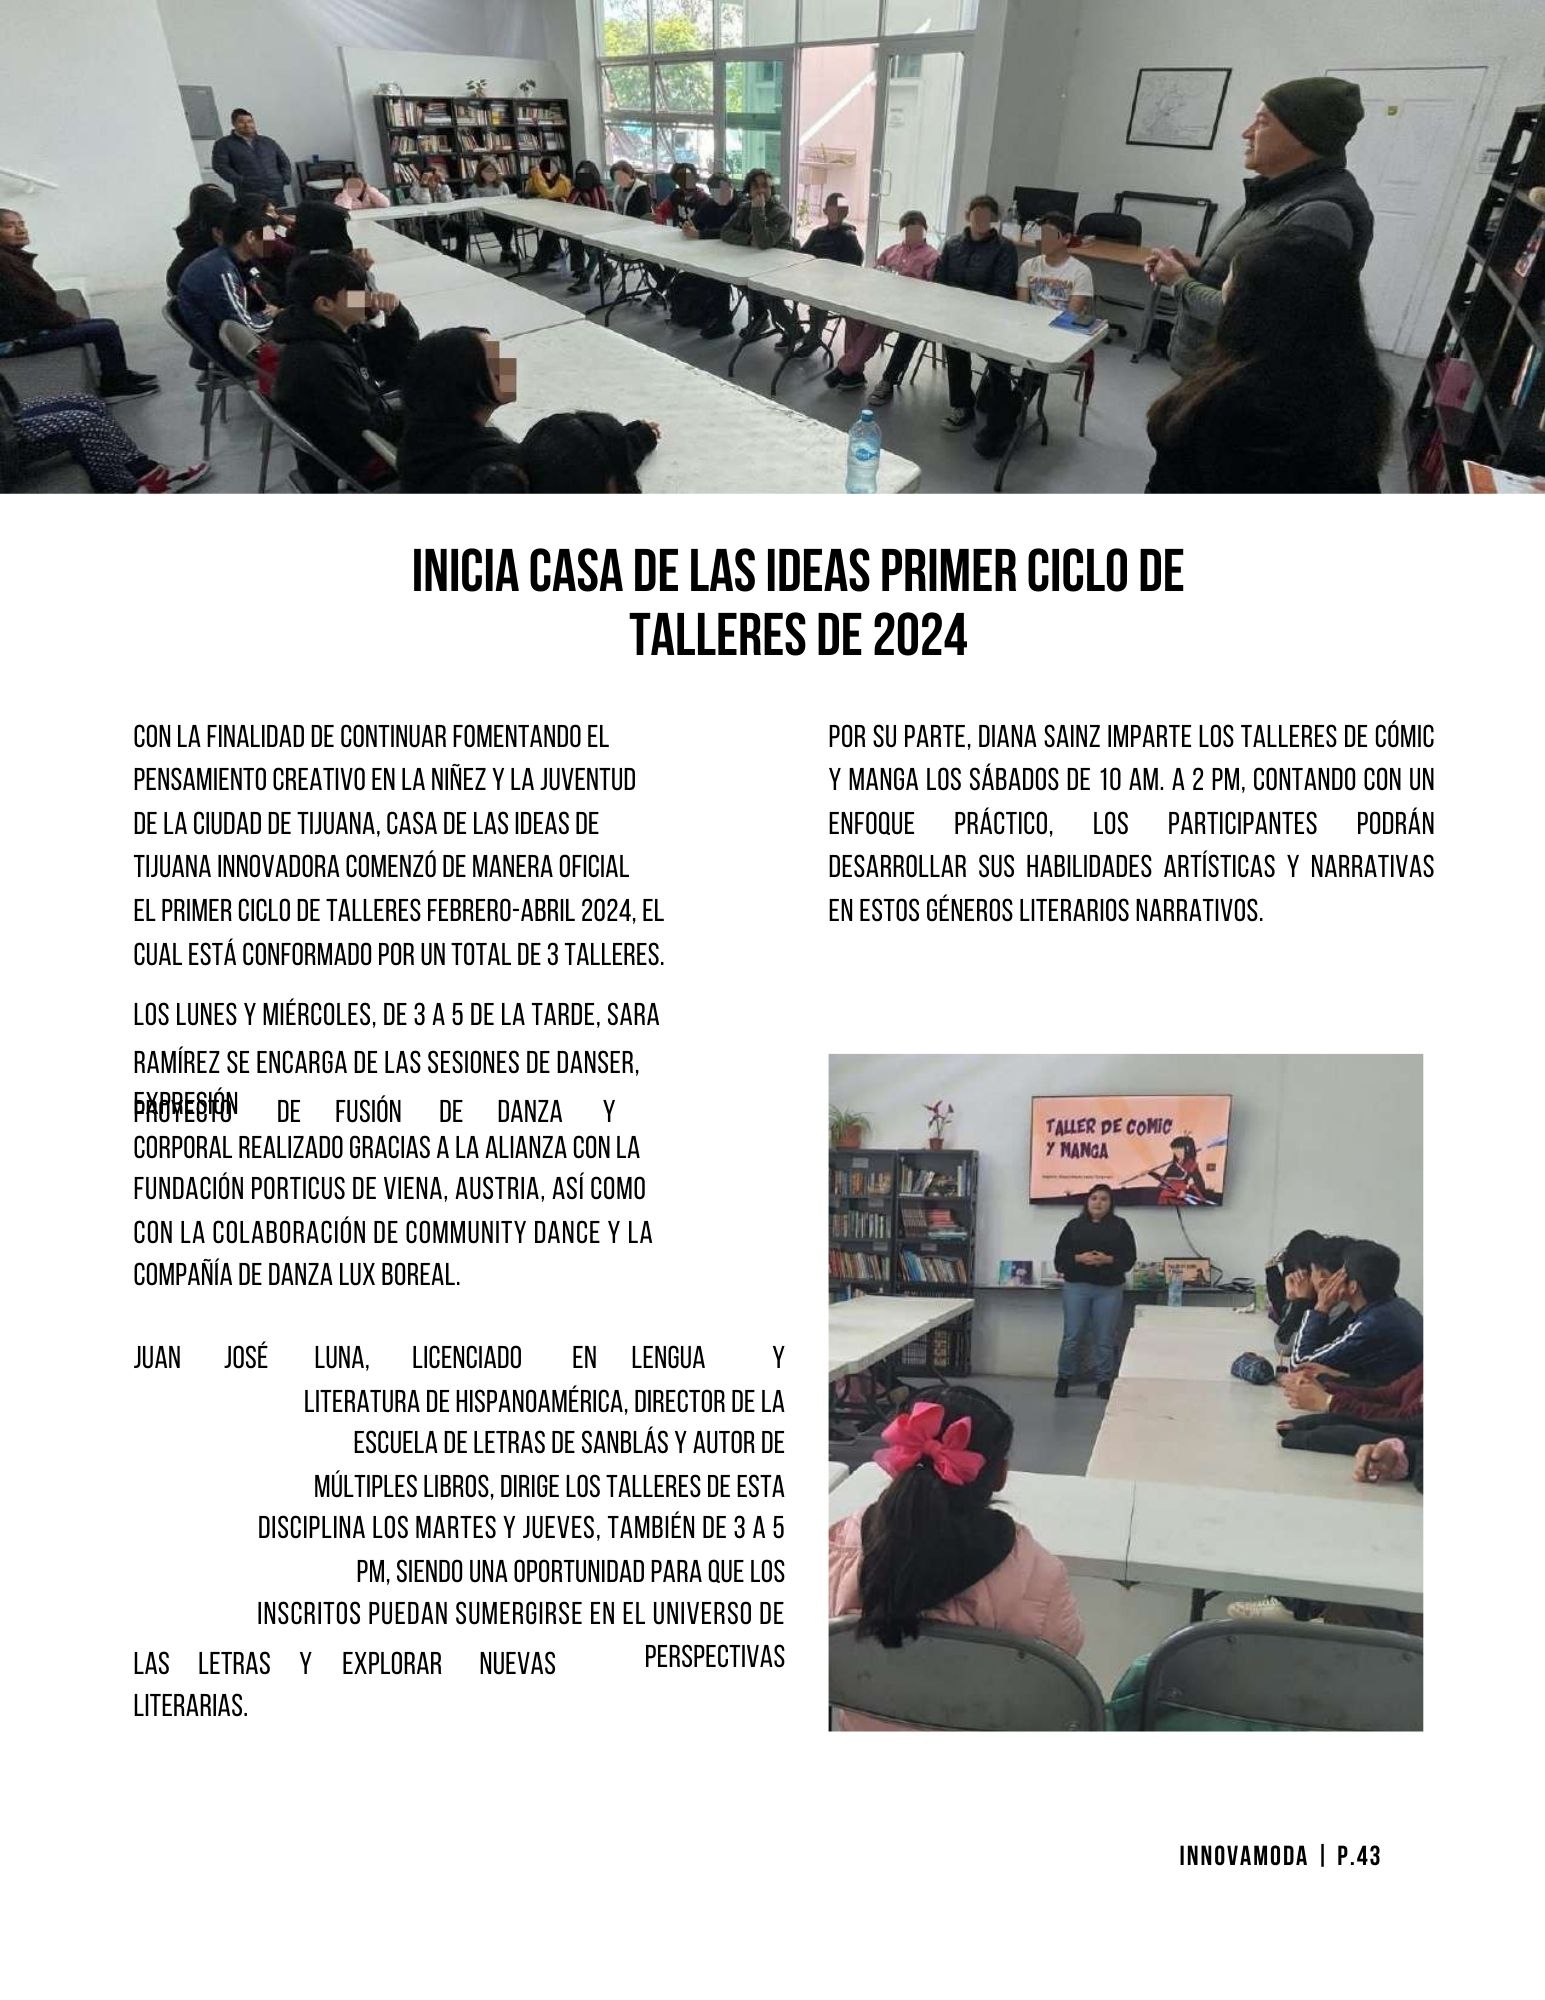 INICIA CASA DE LAS IDEAS PRIMER CICLO DE
TALLERES DE 2024
CON LA FINALIDAD DE CONTINUAR FOMENTANDO EL
PENSAMIENTO CREATIVO EN LA NIÑEZ Y LA JUVENTUD
DE LA CIUDAD DE TIJUANA, CASA DE LAS IDEAS DE
TIJUANA INNOVADORA COMENZÓ DE MANERA OFICIAL
EL PRIMER CICLO DE TALLERES FEBRERO-ABRIL 2024, EL
CUAL ESTÁ CONFORMADO POR UN TOTAL DE 3 TALLERES.
LOS LUNES Y MIÉRCOLES, DE 3 A 5 DE LA TARDE, SARA
RAMÍREZ SE ENCARGA DE LAS SESIONES DE DANSER,
EXPRESIÓN
PROYECTO DE FUSIÓN DE DANZA Y
CORPORAL REALIZADO GRACIAS A LA ALIANZA CON LA
FUNDACIÓN PORTICUS DE VIENA, AUSTRIA, ASÍ COMO
CON LA COLABORACIÓN DE COMMUNITY DANCE Y LA
COMPAÑÍA DE DANZA LUX BOREAL.
JUAN JOSÉ LUNA, LICENCIADO EN LENGUA Y
LITERATURA DE HISPANOAMÉRICA, DIRECTOR DE LA
ESCUELA DE LETRAS DE SANBLÁS Y AUTOR DE
MÚLTIPLES LIBROS, DIRIGE LOS TALLERES DE ESTA
DISCIPLINA LOS MARTES Y JUEVES, TAMBIÉN DE 3 A 5
PM, SIENDO UNA OPORTUNIDAD PARA QUE LOS
INSCRITOS PUEDAN SUMERGIRSE EN EL UNIVERSO DE
LAS LETRAS Y EXPLORAR NUEVAS PERSPECTIVAS
LITERARIAS.
POR SU PARTE, DIANA SAINZ IMPARTE LOS TALLERES DE CÓMIC
Y MANGA LOS SÁBADOS DE 10 AM. A 2 PM, CONTANDO CON UN
ENFOQUE PRÁCTICO, LOS PARTICIPANTES PODRÁN
DESARROLLAR SUS HABILIDADES ARTÍSTICAS Y NARRATIVAS
EN ESTOS GÉNEROS LITERARIOS NARRATIVOS.
TALLER DE COMIC
Y MANGA
INNOVAMODA | P.43